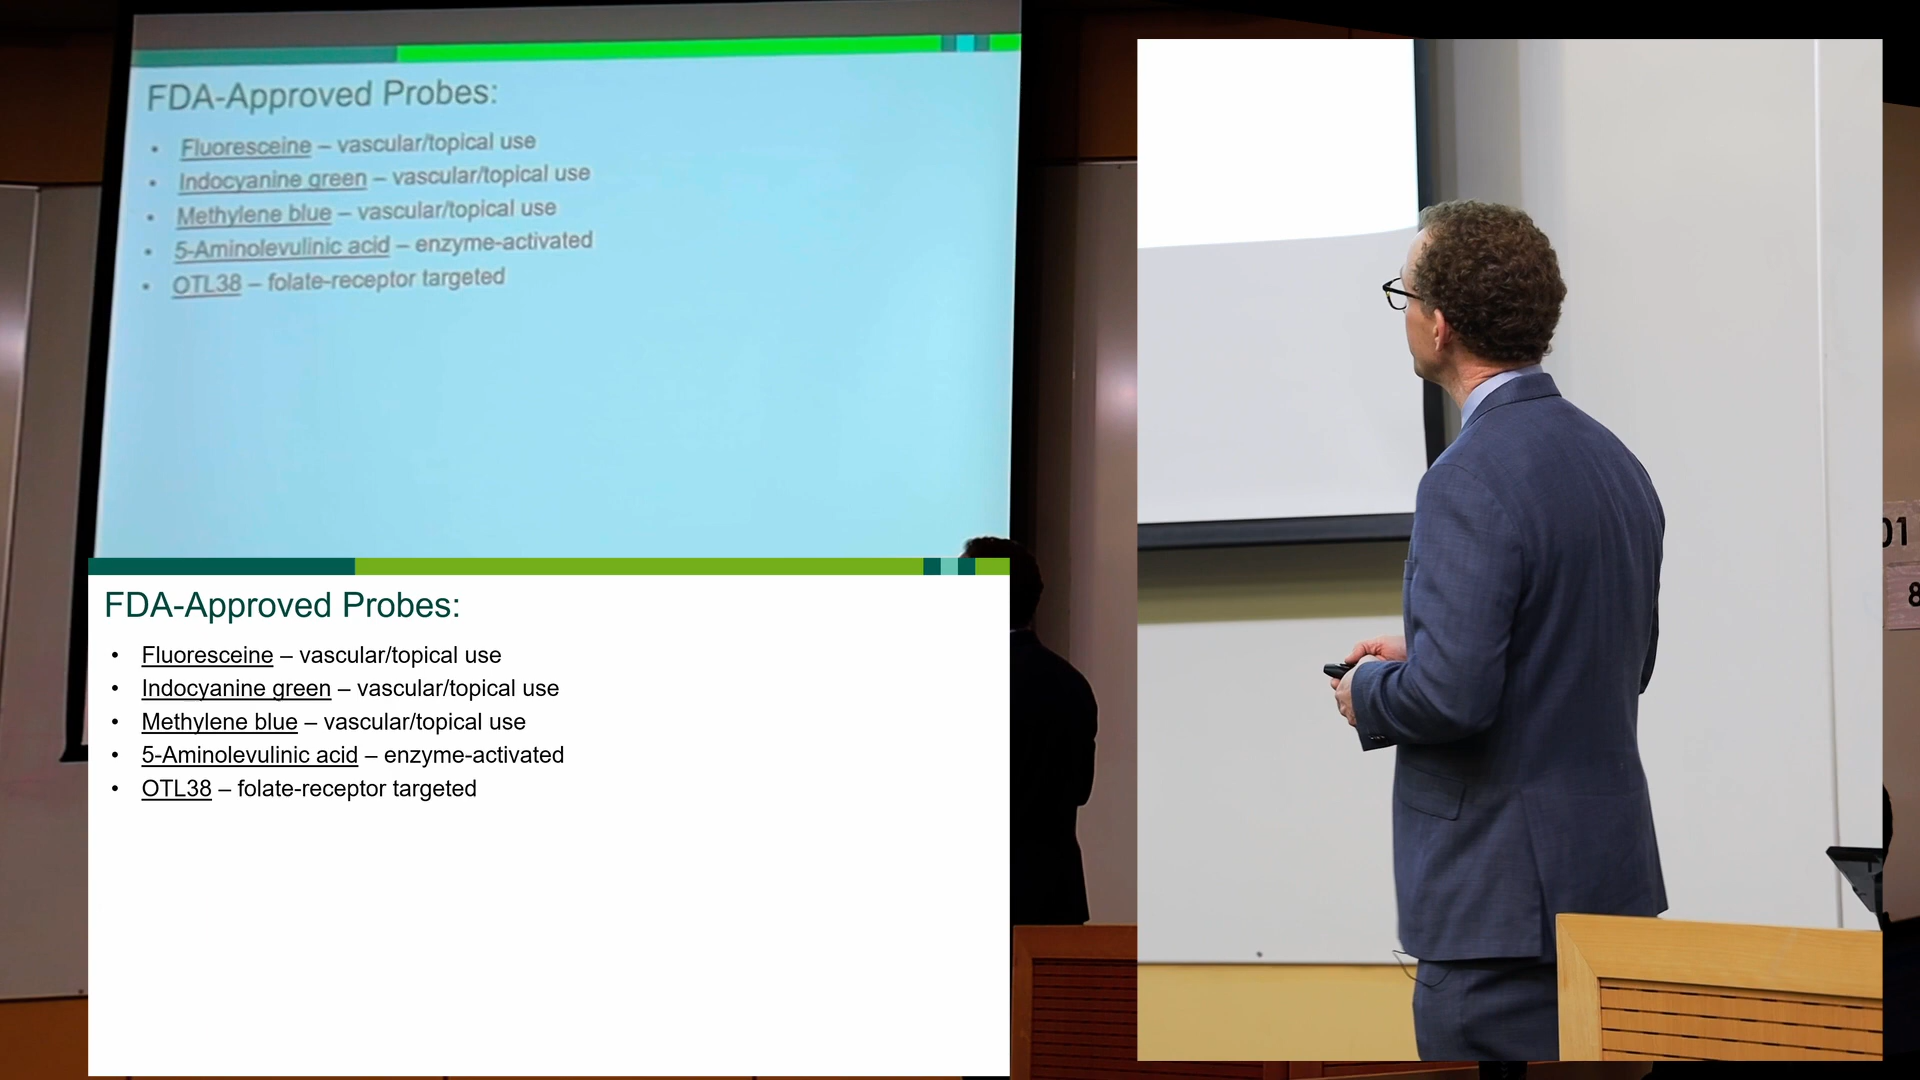 FDA-Approved Probes:
• Fluoresceine – vascular/topical use
• Indocyanine green – vascular/topical use
• Methylene blue – vascular/topical use
• 5-Aminolevulinic acid – enzyme-activated
• OTL38 – folate-receptor targeted
FDA-Approved Probes:
• Fluoresceine – vascular/topical use
• Indocyanine green – vascular/topical use
• Methylene blue – vascular/topical use
• 5-Aminolevulinic acid – enzyme-activated
• OTL38 – folate-receptor targeted
01
8